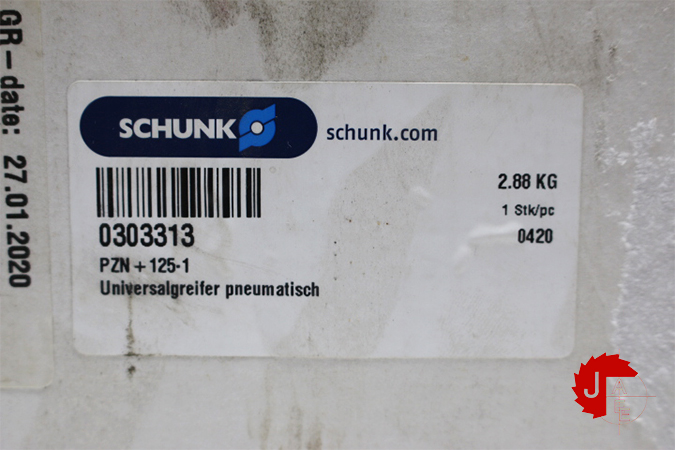 GR-date: 27.01.2020
SCHUNK
schunk.com
2.88 KG
1 Stk/pc
0303313
0420
PZN+125-1
Universalgreifer pneumatisch
J